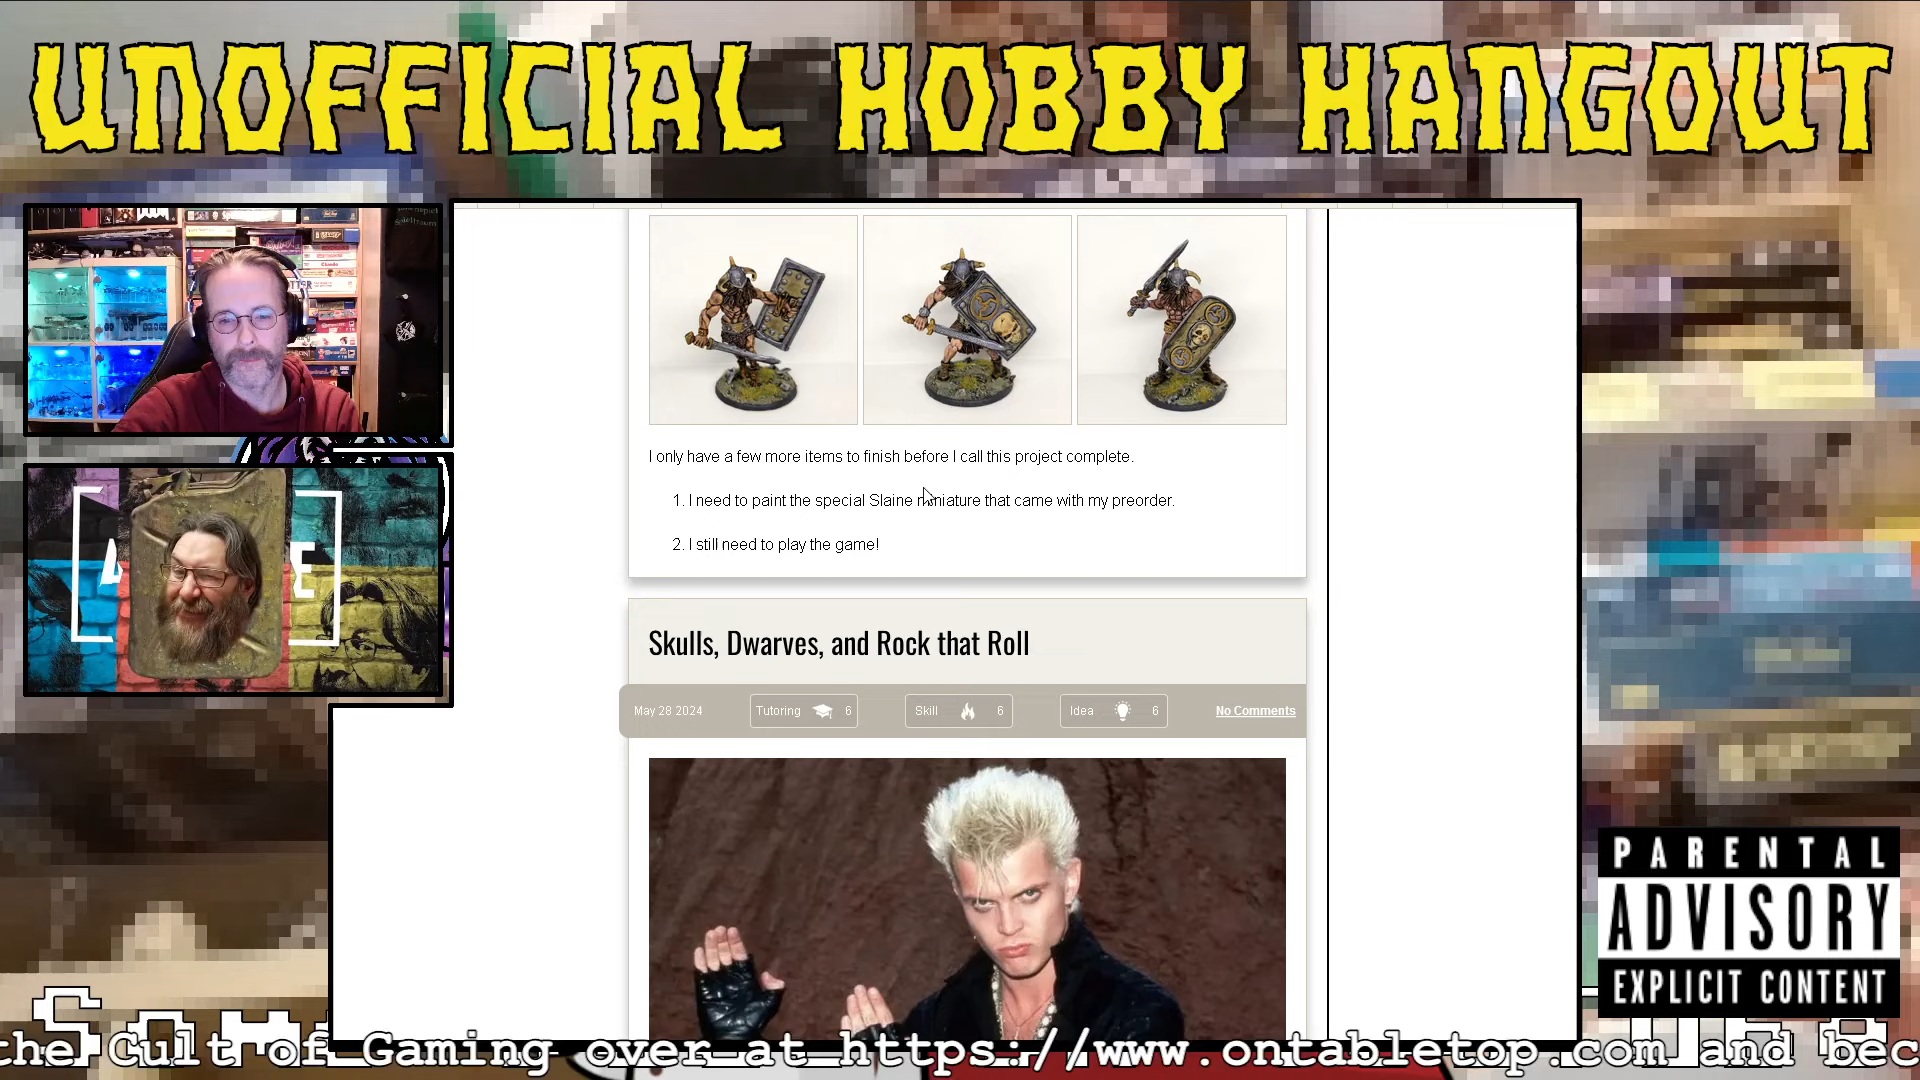 UNOFFICIAL HOBBY HANGOUT
DOOM
I only have a few more items to finish before I call this project complete.
1. I need to paint the special Slaine miniature that came with my preorder.
2. I still need to play the game!
Skulls, Dwarves, and Rock that Roll
May 28 2024
Tutoring 6
Skill 6
Idea 6
No Comments
PARENTAL
ADVISORY
EXPLICIT CONTENT
the Cult of Gaming over at https://www.ontabletop.com and bec